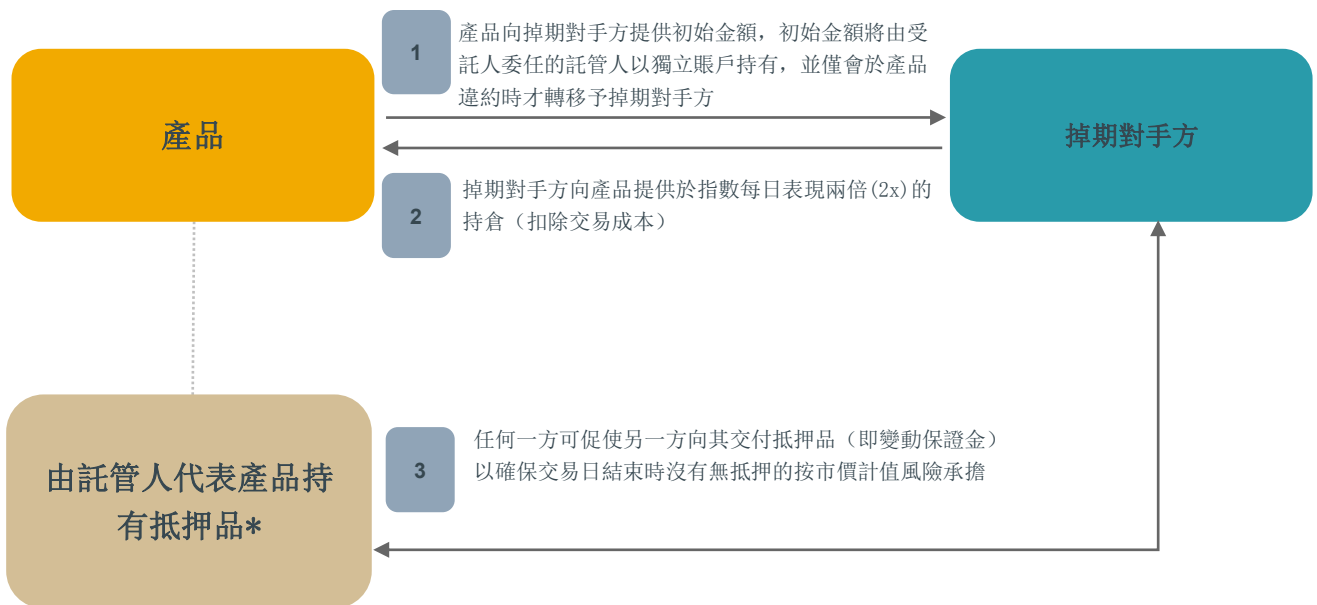 產品
1
產品向掉期對手方提供初始金額，初始金額將由受
託人委任的託管人以獨立賬戶持有，並僅會於產品
違約時才轉移予掉期對手方
掉期對手方
2
掉期對手方向產品提供於指數每日表現兩倍(2x)的
持倉（扣除交易成本）
由託管人代表產品持
有抵押品*
3
任何一方可促使另一方向其交付抵押品（即變動保證金）
以確保交易日結束時沒有無抵押的按市價計值風險承擔